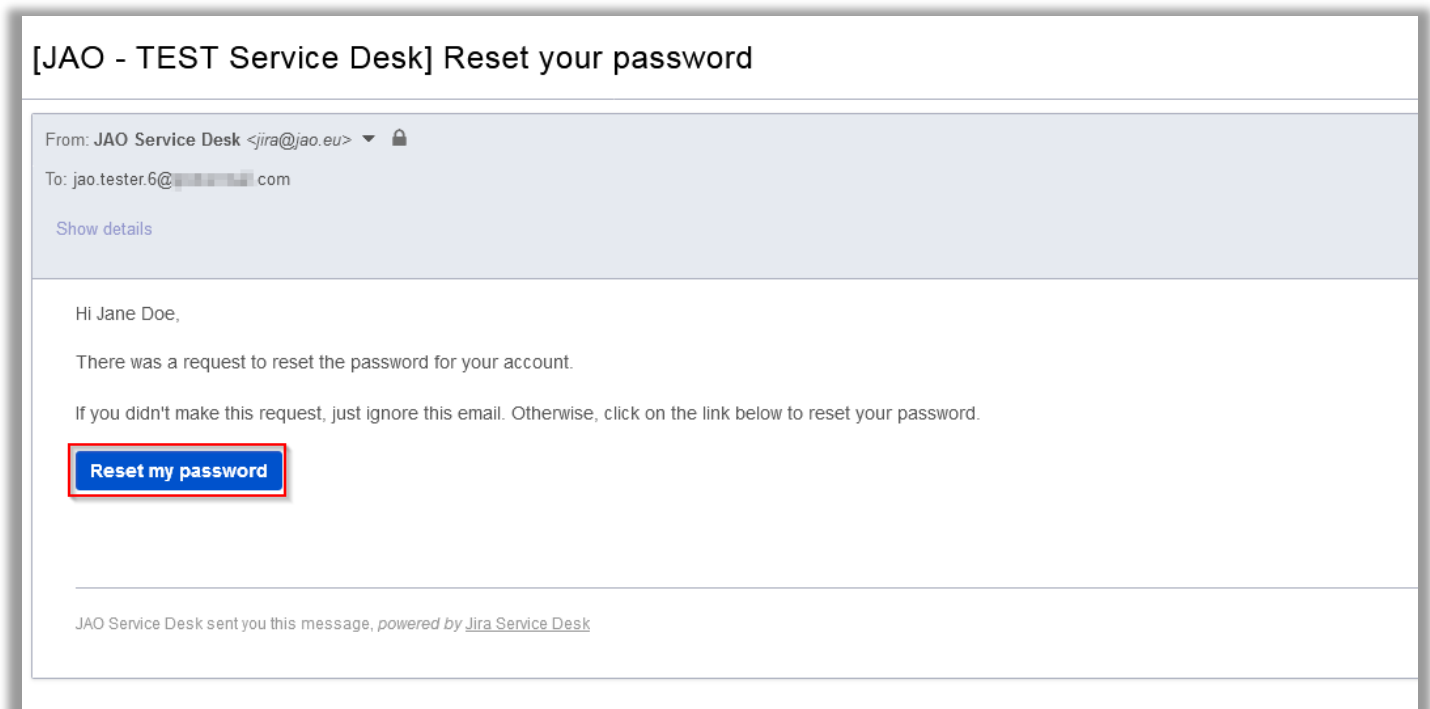 [JAO - TEST Service Desk] Reset your password
From: JAO Service Desk <jira@jao.eu>
To: jao.tester.6@ com
Show details
Hi Jane Doe,
There was a request to reset the password for your account.
If you didn't make this request, just ignore this email. Otherwise, click on the link below to reset your password.
Reset my password
JAO Service Desk sent you this message, powered by Jira Service Desk